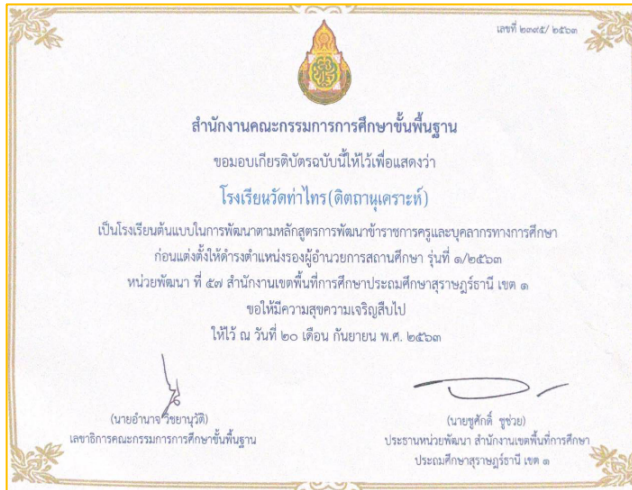 เลขที่ ๒๓๙๕/ ๒๕๖๓
สำนักงานคณะกรรมการการศึกษาขั้นพื้นฐาน
ขอมอบเกียรติบัตรฉบับนี้ให้ไว้เพื่อแสดงว่า
โรงเรียนวัดท่าไทร(ดิตถานุเคราะห์)
เป็นโรงเรียนต้นแบบในการพัฒนาตามหลักสูตรการพัฒนาข้าราชการครูและบุคลากรทางการศึกษา
ก่อนแต่งตั้งให้ดำรงตำแหน่งรองผู้อำนวยการสถานศึกษา รุ่นที่ ๑/๒๕๖๓
หน่วยพัฒนา ที่ ๕๗ สำนักงานเขตพื้นที่การศึกษาประถมศึกษาสุราษฎร์ธานี เขต ๑
ขอให้มีความสุขความเจริญสืบไป
ให้ไว้ ณ วันที่ ๒๐ เดือน กันยายน พ.ศ. ๒๕๖๓
(นายอำนาจ วิชยานุวัติ)
เลขาธิการคณะกรรมการการศึกษาขั้นพื้นฐาน
(นายชูศักดิ์ ชูช่วย)
ประธานหน่วยพัฒนา สำนักงานเขตพื้นที่การศึกษา
ประถมศึกษาสุราษฎร์ธานี เขต ๑